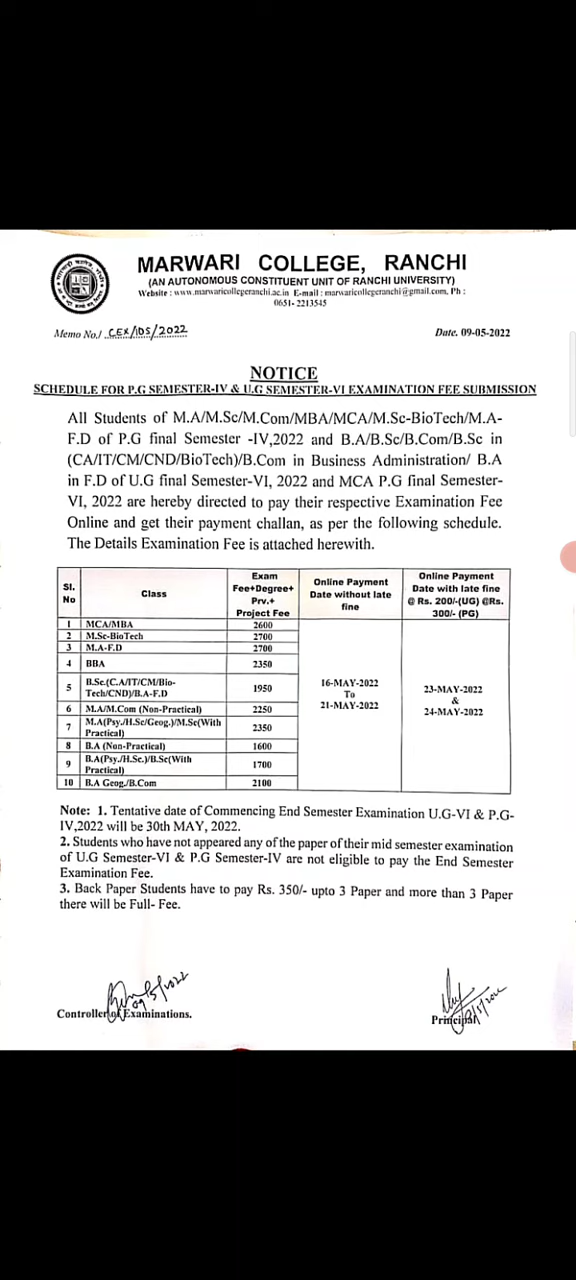 MARWARI COLLEGE, RANCHI
(AN AUTONOMOUS CONSTITUENT UNIT OF RANCHI UNIVERSITY)
Website : www.marwaricollegeranchi.ac.in E-mail : marwaricollegeranchi@gmail.com, Ph :
0651- 2213545
Memo No./ CEX/105/2022 Date. 09-05-2022
NOTICE
SCHEDULE FOR P.G SEMESTER-IV & U.G SEMESTER-VI EXAMINATION FEE SUBMISSION
All Students of M.A/M.Sc/M.Com/MBA/MCA/M.Sc-BioTech/M.A-
F.D of P.G final Semester -IV,2022 and B.A/B.Sc/B.Com/B.Sc in
(CA/IT/CM/CND/BioTech)/B.Com in Business Administration/ B.A
in F.D of U.G final Semester-VI, 2022 and MCA P.G final Semester-
VI, 2022 are hereby directed to pay their respective Examination Fee
Online and get their payment challan, as per the following schedule.
The Details Examination Fee is attached herewith.
Sl. No Class Exam Fee+Degree+ Prv.+ Project Fee Online Payment Date without late fine Online Payment Date with late fine @ Rs. 200/-(UG) @Rs. 300/- (PG)
1 MCA/MBA 2600
2 M.Sc-BioTech 2700
3 M.A-F.D 2700
4 BBA 2350
5 B.Sc.(C.A/IT/CM/Bio-Tech/CND)/B.A-F.D 1950
6 M.A/M.Com (Non-Practical) 2250
7 M.A(Psy./H.Sc/Geog.)/M.Sc(With Practical) 2350
8 B.A (Non-Practical) 1600
9 B.A(Psy./H.Sc.)/B.Sc(With Practical) 1700
10 B.A Geog./B.Com 2100
16-MAY-2022
To
21-MAY-2022
23-MAY-2022
&
24-MAY-2022
Note: 1. Tentative date of Commencing End Semester Examination U.G-VI & P.G-
IV,2022 will be 30th MAY, 2022.
2. Students who have not appeared any of the paper of their mid semester examination
of U.G Semester-VI & P.G Semester-IV are not eligible to pay the End Semester
Examination Fee.
3. Back Paper Students have to pay Rs. 350/- upto 3 Paper and more than 3 Paper
there will be Full- Fee.
09/5/2022
Controller of Examinations.
Principal